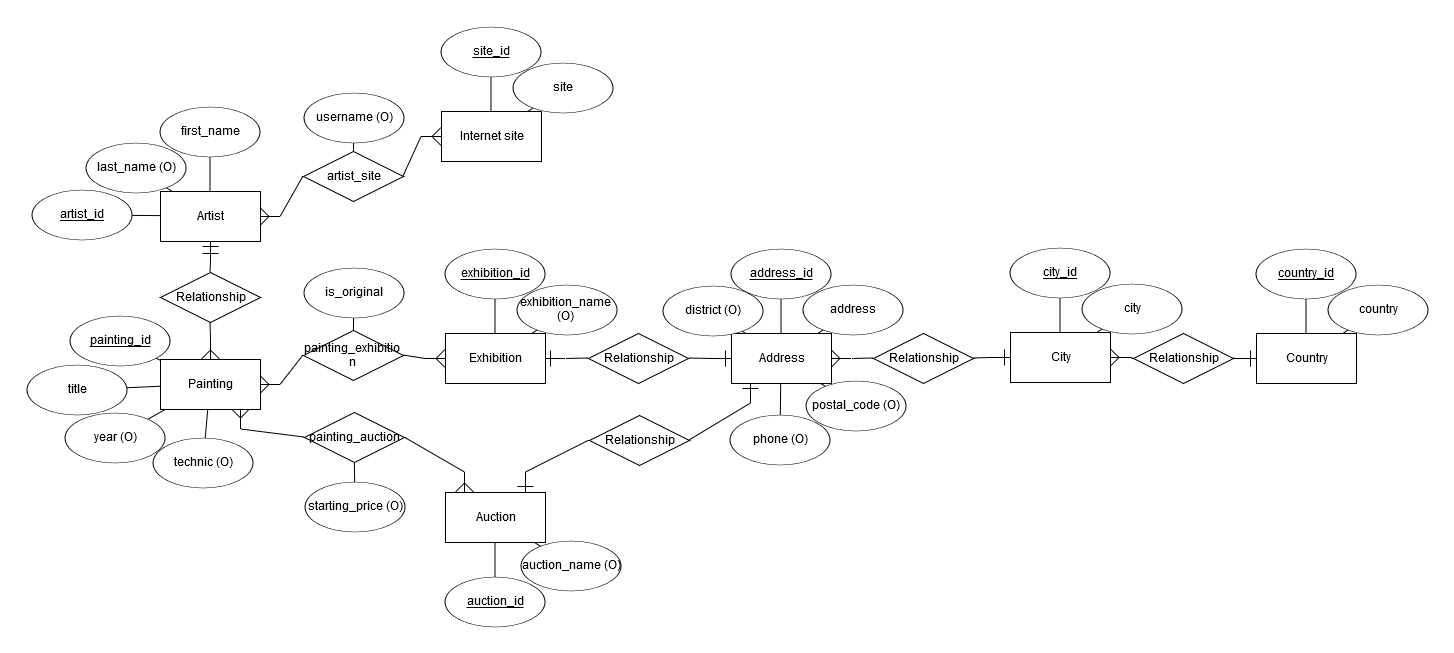 site_id
site
username (O)
Internet site
artist_site
first_name
last_name (O)
artist_id
Artist
Relationship
is_original
exhibition_id
exhibition_name
(O)
painting_exhibitio
n
Exhibition
Relationship
address_id
district (O)
address
Address
postal_code (O)
phone (O)
Relationship
city_id
city
City
Relationship
country_id
country
Country
painting_id
title
Painting
year (O)
technic (O)
painting_auction
starting_price (O)
Relationship
Auction
auction_name (O)
auction_id